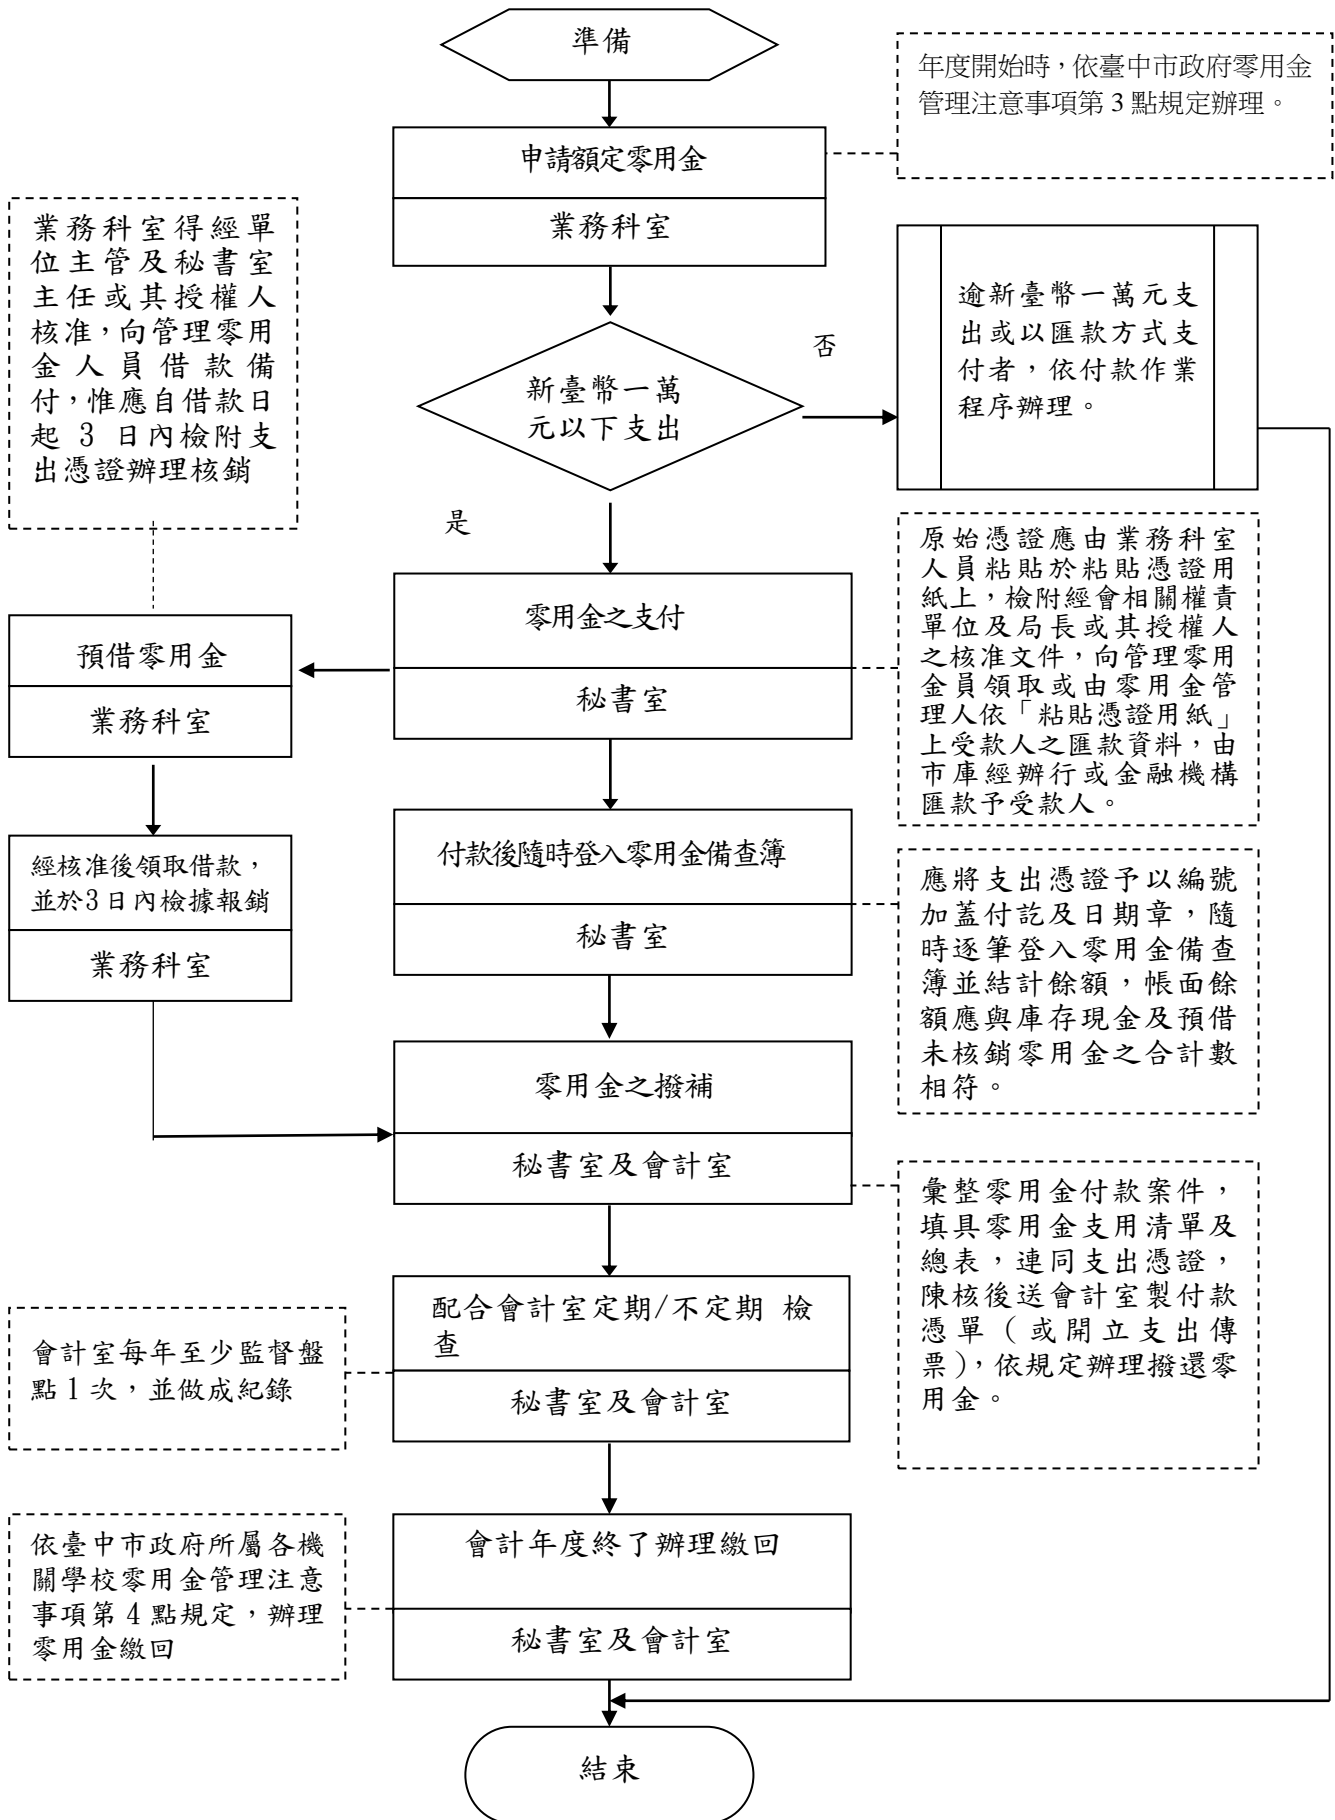 準備
年度開始時，依臺中市政府零用金
管理注意事項第 3 點規定辦理。
申請額定零用金
業務科室
業務科室得經單
位主管及秘書室
主任或其授權人
核准，向管理零用
金人員借款備
付，惟應自借款日
起 3 日內檢附支
出憑證辦理核銷
逾新臺幣一萬元支
出或以匯款方式支
付者，依付款作業
程序辦理。
否
新臺幣一萬
元以下支出
是
原始憑證應由業務科室
人員粘貼於粘貼憑證用
紙上，檢附經會相關權責
單位及局長或其授權人
之核准文件，向管理零用
金員領取或由零用金管
理人依「粘貼憑證用紙」
上受款人之匯款資料，由
市庫經辦行或金融機構
匯款予受款人。
零用金之支付
秘書室
預借零用金
業務科室
經核准後領取借款，
並於3日內檢據報銷
業務科室
付款後隨時登入零用金備查簿
秘書室
應將支出憑證予以編號
加蓋付訖及日期章，隨
時逐筆登入零用金備查
簿並結計餘額，帳面餘
額應與庫存現金及預借
未核銷零用金之合計數
相符。
零用金之撥補
秘書室及會計室
彙整零用金付款案件，
填具零用金支用清單及
總表，連同支出憑證，
陳核後送會計室製付款
憑單（或開立支出傳
票），依規定辦理撥還零
用金。
配合會計室定期/不定期 檢
查
秘書室及會計室
會計室每年至少監督盤
點 1 次，並做成紀錄
會計年度終了辦理繳回
秘書室及會計室
依臺中市政府所屬各機
關學校零用金管理注意
事項第 4 點規定，辦理
零用金繳回
結束